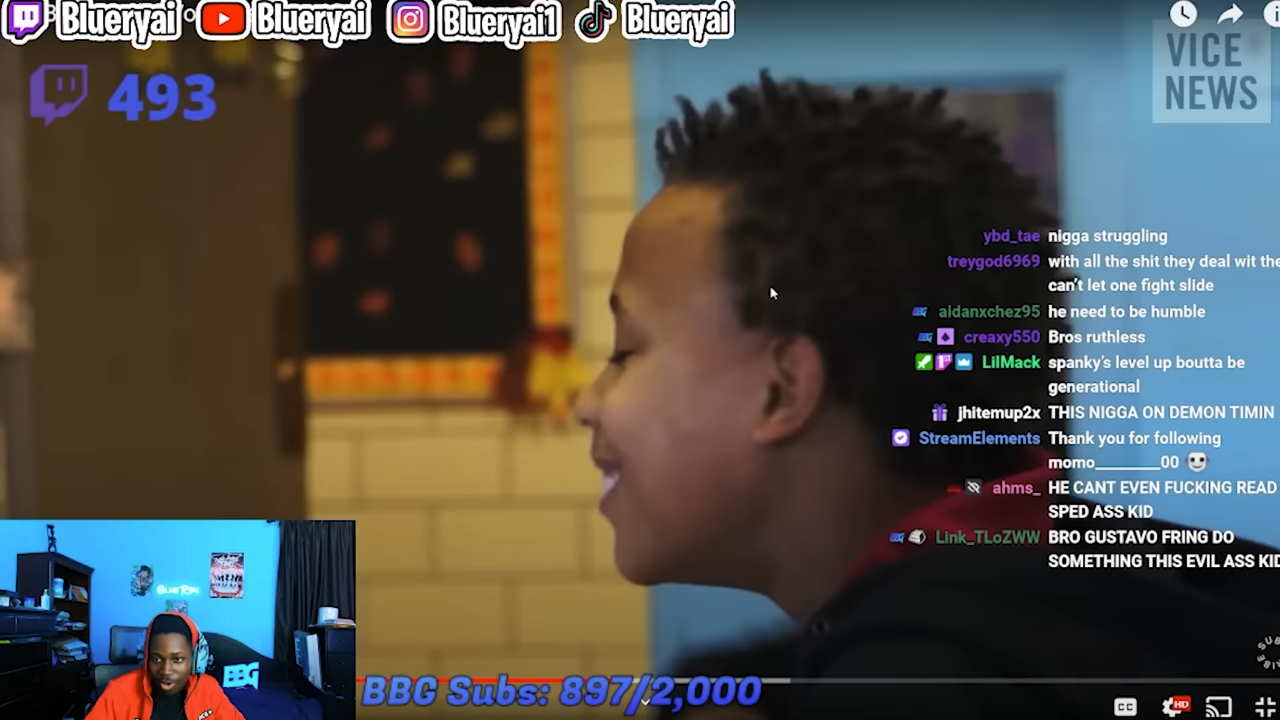 Blueryai Blueryai Blueryai1 Blueryai
493
VICE
NEWS
ybd_tae nigga struggling
treygod6969 with all the shit they deal wit the
can't let one fight slide
aidanxchez95 he need to be humble
creaxy550 Bros ruthless
LilMack spanky's level up boutta be
generational
jhitemup2x THIS NIGGA ON DEMON TIMIN
StreamElements Thank you for following
momo________00
ahms_ HE CANT EVEN FUCKING READ
SPED ASS KID
Link_TLoZWW BRO GUSTAVO FRING DO
SOMETHING THIS EVIL ASS KID
BBG
BBG Subs: 897/2,000
CC
HD